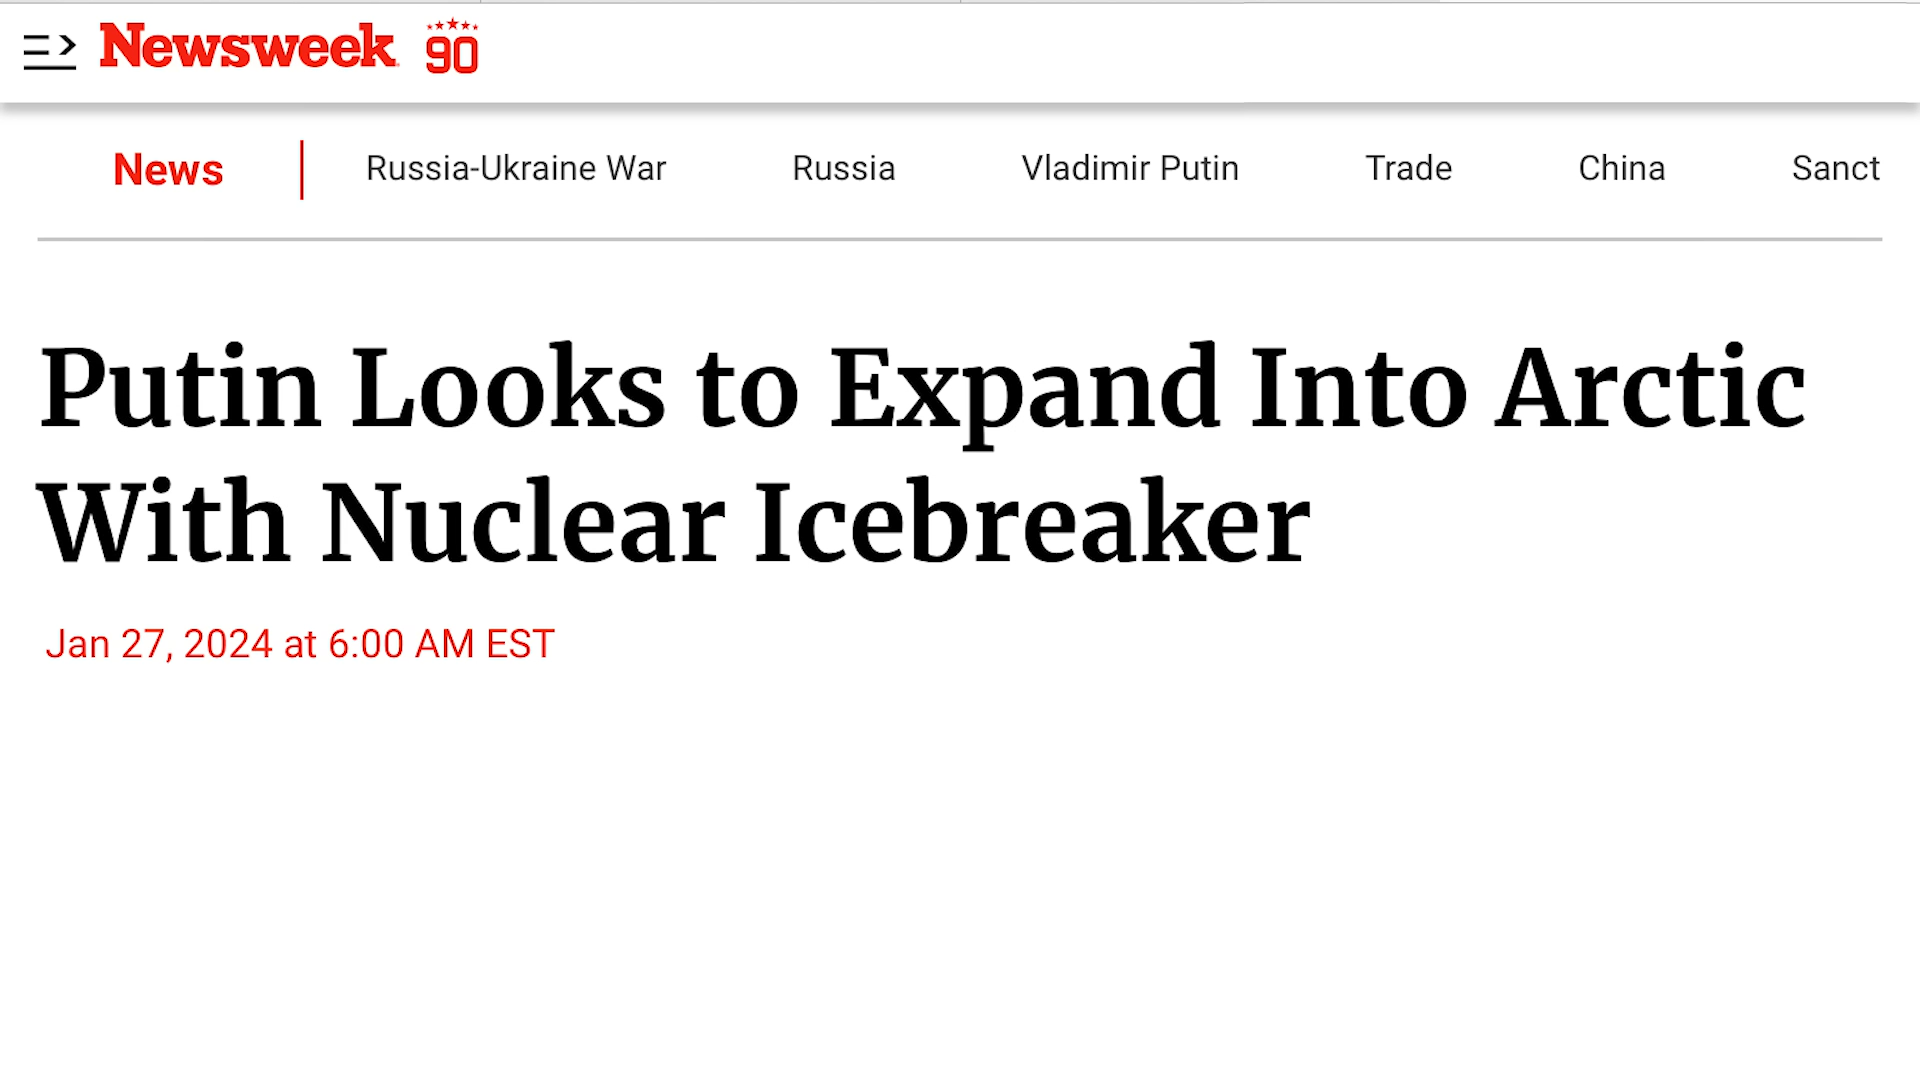 Newsweek 90
News Russia-Ukraine War Russia Vladimir Putin Trade China Sanct
Putin Looks to Expand Into Arctic
With Nuclear Icebreaker
Jan 27, 2024 at 6:00 AM EST